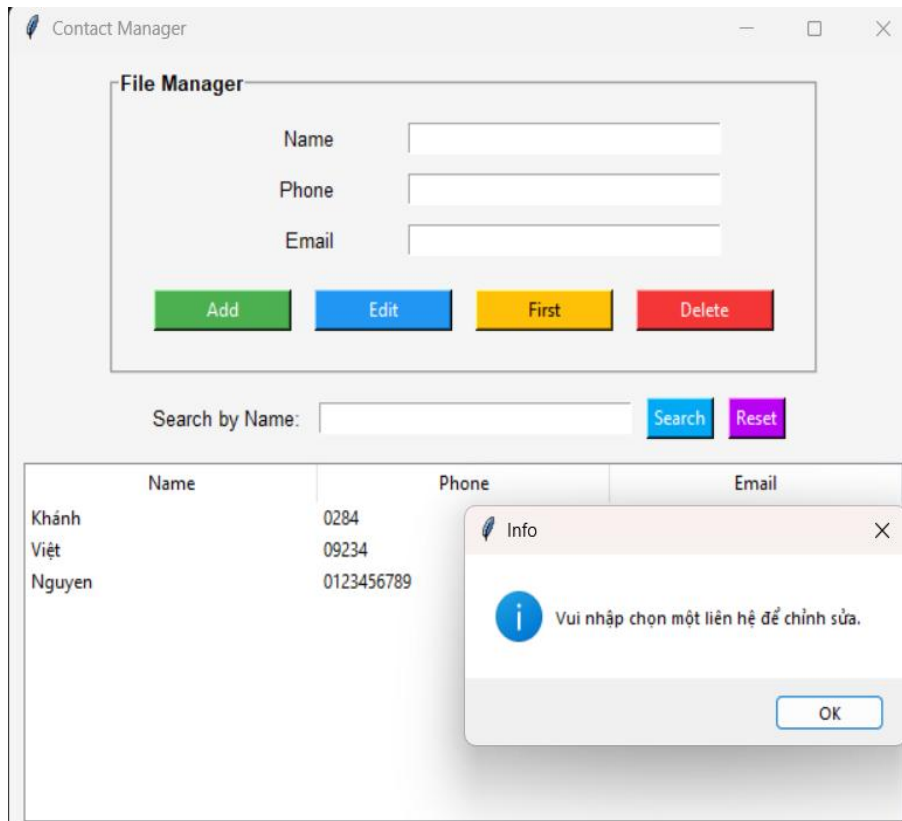 Contact Manager
File Manager
Name
Phone
Email
Add Edit First Delete
Search by Name: Search Reset
Name Phone Email
Khánh 0284
Việt 09234
Nguyen 0123456789
Info
Vui nhập chọn một liên hệ để chỉnh sửa.
OK